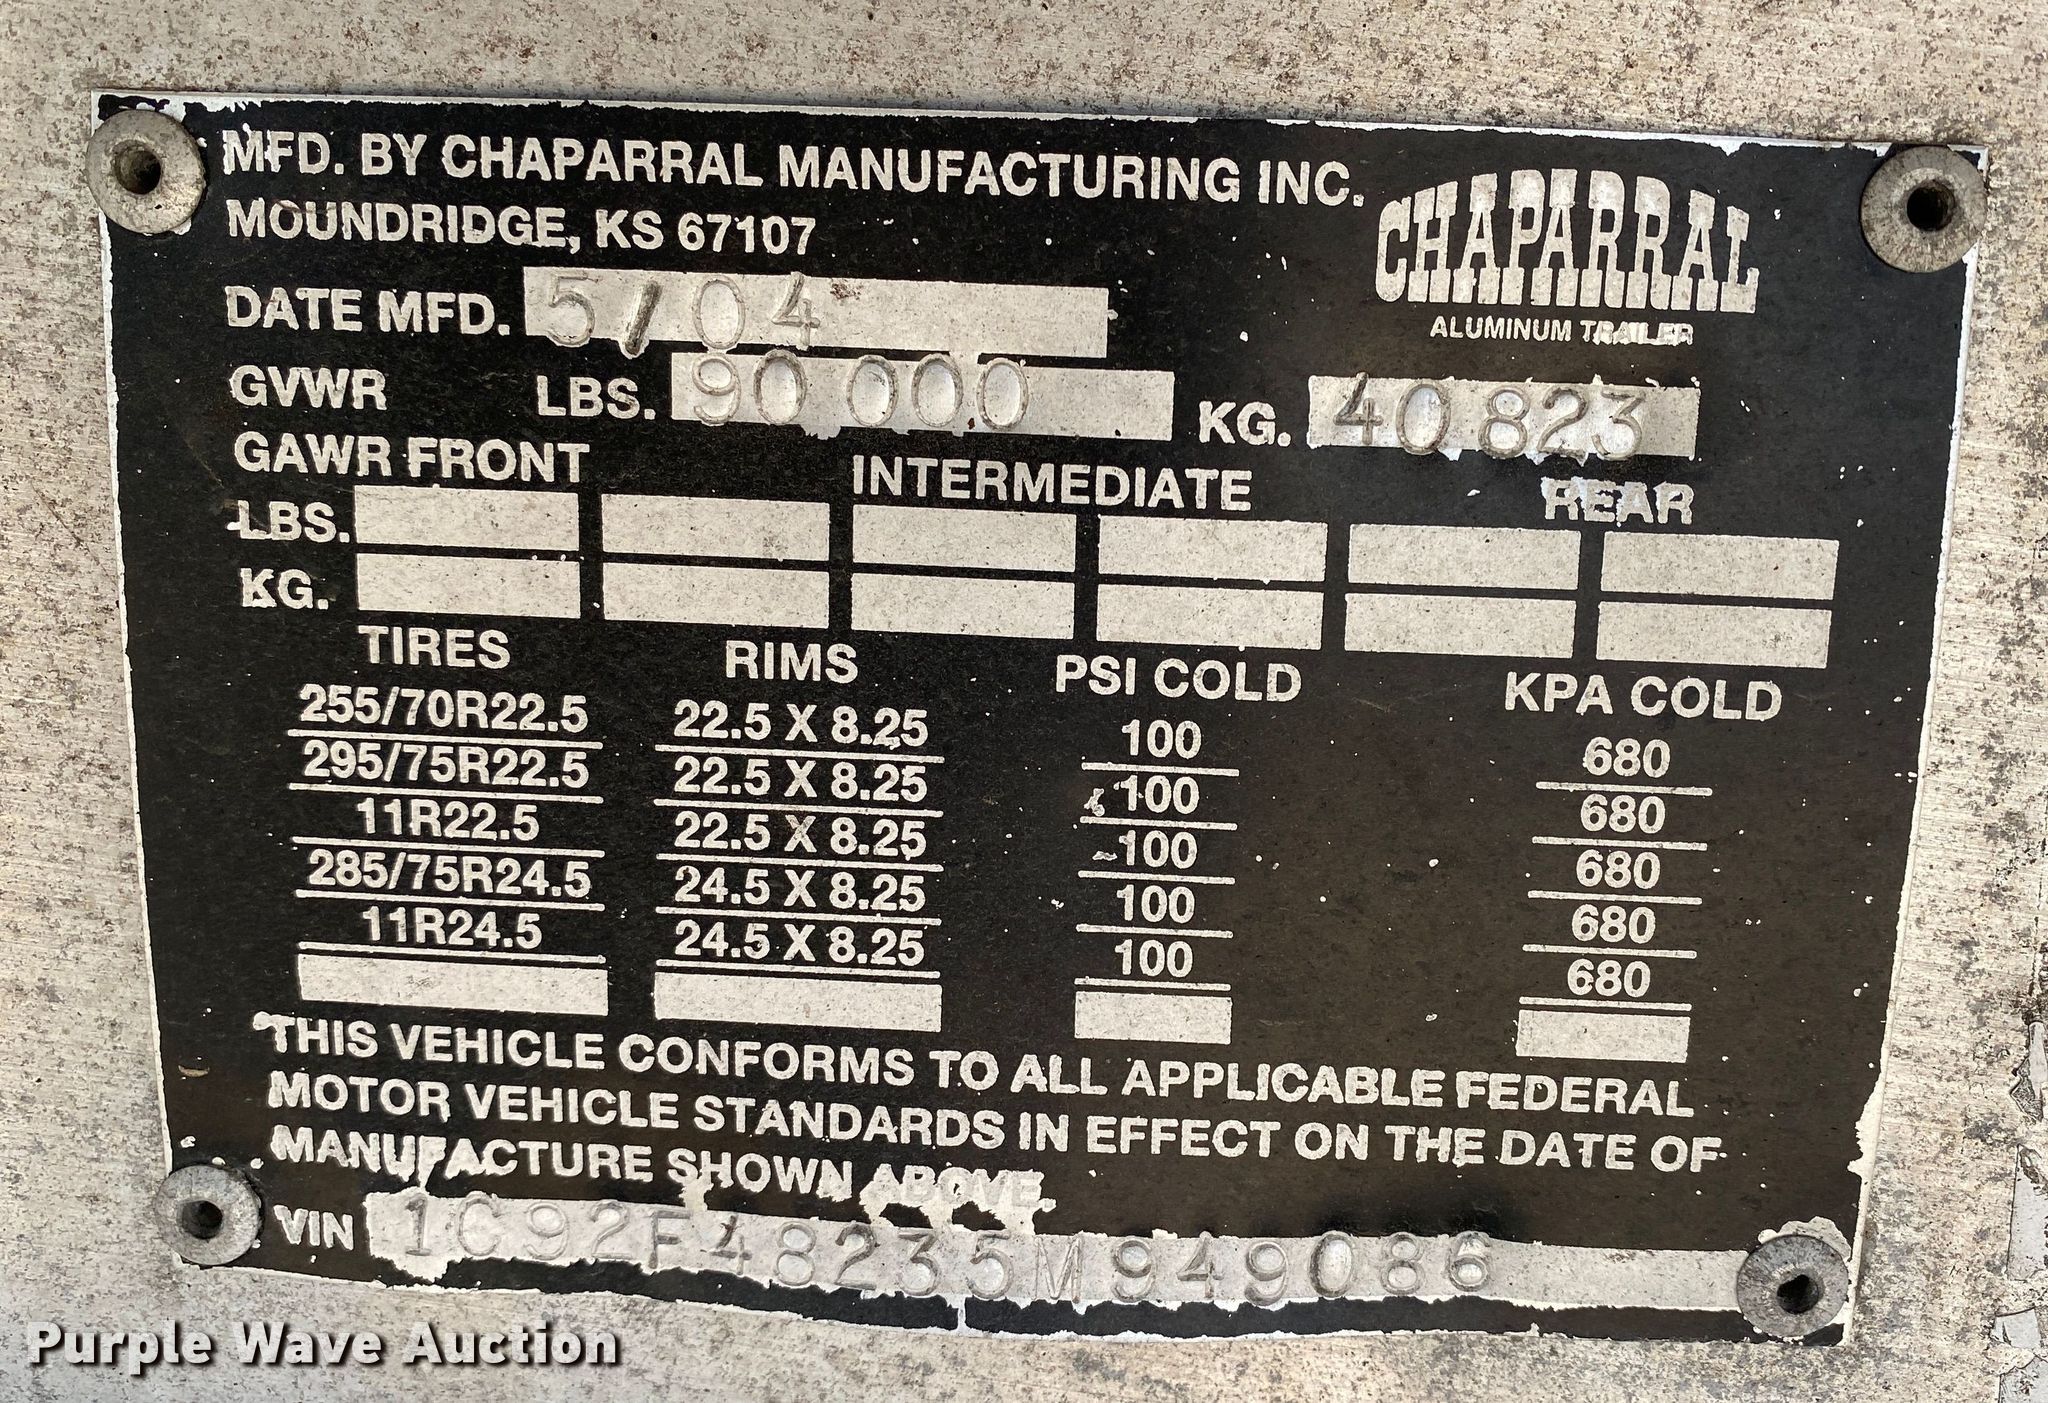 MFD. BY CHAPARRAL MANUFACTURING INC.
MOUNDRIDGE, KS 67107
CHAPARRAL
ALUMINUM TRAILER
DATE MFD. 5/04
GVWR LBS. 90 000 KG. 40 823
GAWR FRONT INTERMEDIATE REAR
LBS.
KG.
TIRES RIMS PSI COLD KPA COLD
255/70R22.5 22.5 X 8.25 100 680
295/75R22.5 22.5 X 8.25 100 680
11R22.5 22.5 X 8.25 100 680
285/75R24.5 24.5 X 8.25 100 680
11R24.5 24.5 X 8.25 100 680
THIS VEHICLE CONFORMS TO ALL APPLICABLE FEDERAL
MOTOR VEHICLE STANDARDS IN EFFECT ON THE DATE OF
MANUFACTURE SHOWN ABOVE.
VIN 1C92F48235M949086
Purple Wave Auction